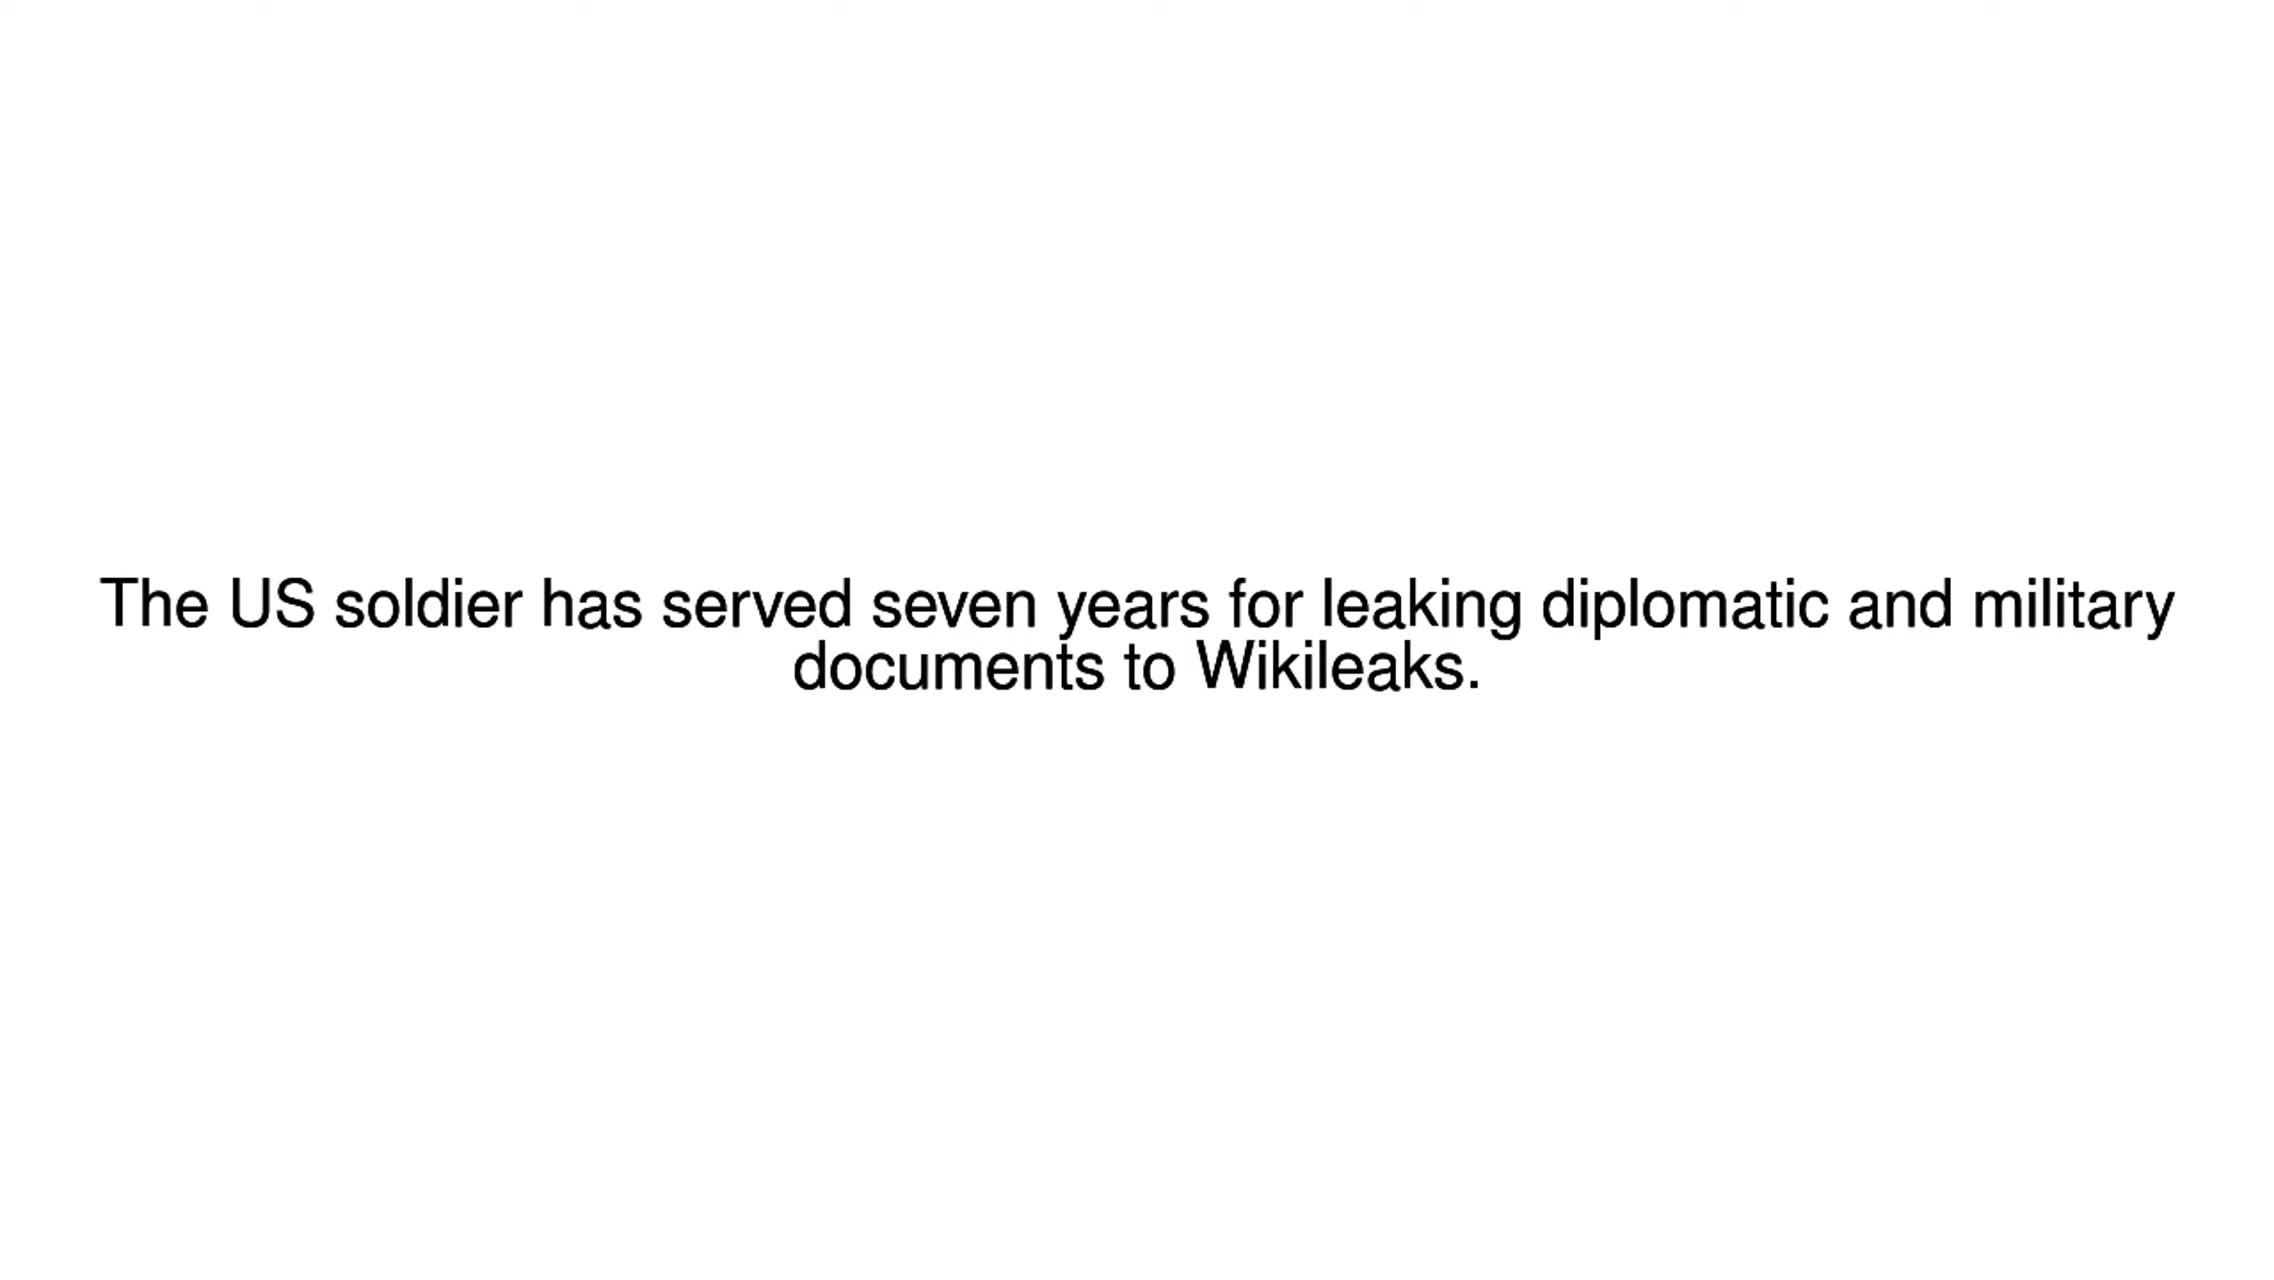 The US soldier has served seven years for leaking diplomatic and military
documents to Wikileaks.